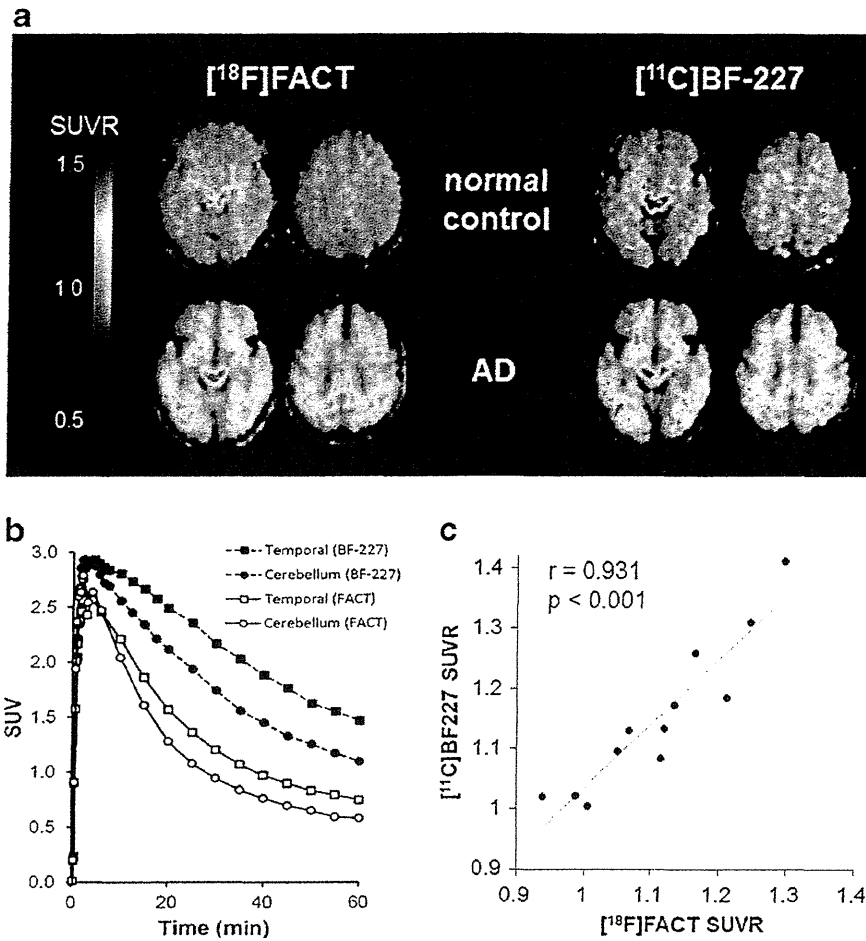 a
[¹⁸F]FACT
[¹¹C]BF-227
SUVR
1.5
1.0
0.5
normal
control
AD
b
SUV
3.0
2.5
2.0
1.5
1.0
0.5
0.0
Temporal (BF-227)
Cerebellum (BF-227)
Temporal (FACT)
Cerebellum (FACT)
0 20 40 60
Time (min)
c
r = 0.931
p < 0.001
[¹¹C]BF227 SUVR
1.4
1.3
1.2
1.1
1
0.9
0.9 1 1.1 1.2 1.3 1.4
[¹⁸F]FACT SUVR